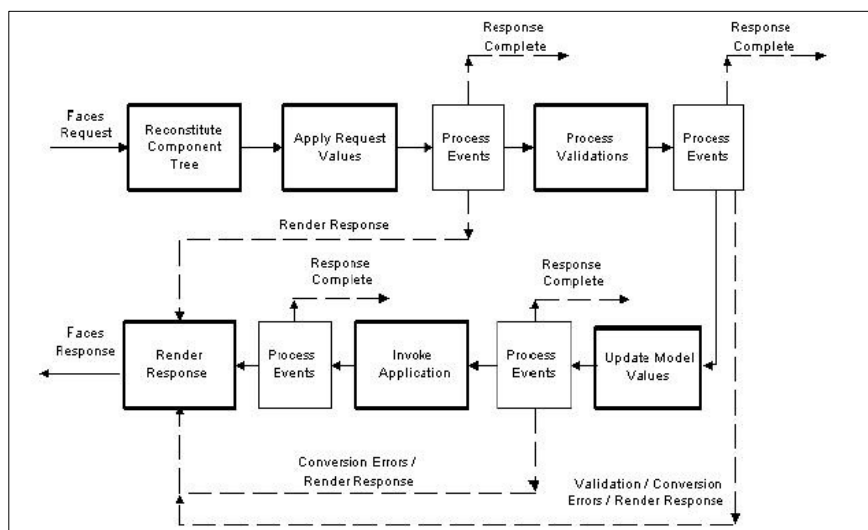 Response
Complete
Response
Complete
Faces
Request
Reconstitute
Component
Tree
Apply Request
Values
Process
Events
Process
Validations
Process
Events
Render Response
Response
Complete
Response
Complete
Faces
Response
Render
Response
Process
Events
Invoke
Application
Process
Events
Update Model
Values
Conversion Errors /
Render Response
Validation / Conversion
Errors / Render Response